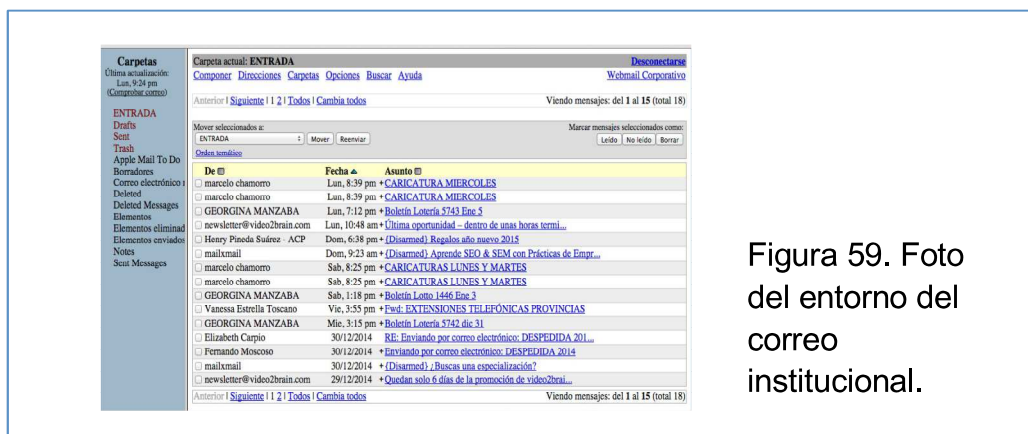 Carpetas
Última actualización:
Lun, 9:24 pm
(Comprobar correo)
ENTRADA
Drafts
Sent
Trash
Apple Mail To Do
Borradores
Correo electrónico
Deleted
Deleted Messages
Elementos
Elementos eliminad
Elementos enviados
Notes
Sent Messages
Carpeta actual: ENTRADA Desconectarse
Componer Direcciones Carpetas Opciones Buscar Ayuda Webmail Corporativo
Anterior | Siguiente | 1 2 | Todos | Cambia todos Viendo mensajes: del 1 al 15 (total 18)
Mover seleccionados a: Marcar mensajes seleccionados como:
ENTRADA Mover Reenviar Leído No leído Borrar
Orden temático
De Fecha Asunto
marcelo chamorro Lun, 8:39 pm + CARICATURA MIERCOLES
marcelo chamorro Lun, 8:39 pm + CARICATURA MIERCOLES
GEORGINA MANZABA Lun, 7:12 pm + Boletín Lotería 5743 Ene 5
newsletter@video2brain.com Lun, 10:48 am + Última oportunidad – dentro de unas horas termi...
Henry Pineda Suárez - ACP Dom, 6:38 pm + {Disarmed} Regalos año nuevo 2015
mailxmail Dom, 9:23 am + {Disarmed} Aprende SEO & SEM con Prácticas de Empr...
marcelo chamorro Sab, 8:25 pm + CARICATURAS LUNES Y MARTES
marcelo chamorro Sab, 8:25 pm + CARICATURAS LUNES Y MARTES
GEORGINA MANZABA Sab, 1:18 pm + Boletín Lotto 1446 Ene 3
Vanessa Estrella Toscano Vie, 3:55 pm + Fwd: EXTENSIONES TELEFÓNICAS PROVINCIAS
GEORGINA MANZABA Mie, 3:15 pm + Boletín Lotería 5742 dic 31
Elizabeth Carpio 30/12/2014 RE: Enviando por correo electrónico: DESPEDIDA 201...
Fernando Moscoso 30/12/2014 + Enviando por correo electrónico: DESPEDIDA 2014
mailxmail 30/12/2014 + {Disarmed} ¿Buscas una especialización?
newsletter@video2brain.com 29/12/2014 + Quedan solo 6 días de la promoción de video2brai...
Anterior | Siguiente | 1 2 | Todos | Cambia todos Viendo mensajes: del 1 al 15 (total 18)
Figura 59. Foto
del entorno del
correo
institucional.